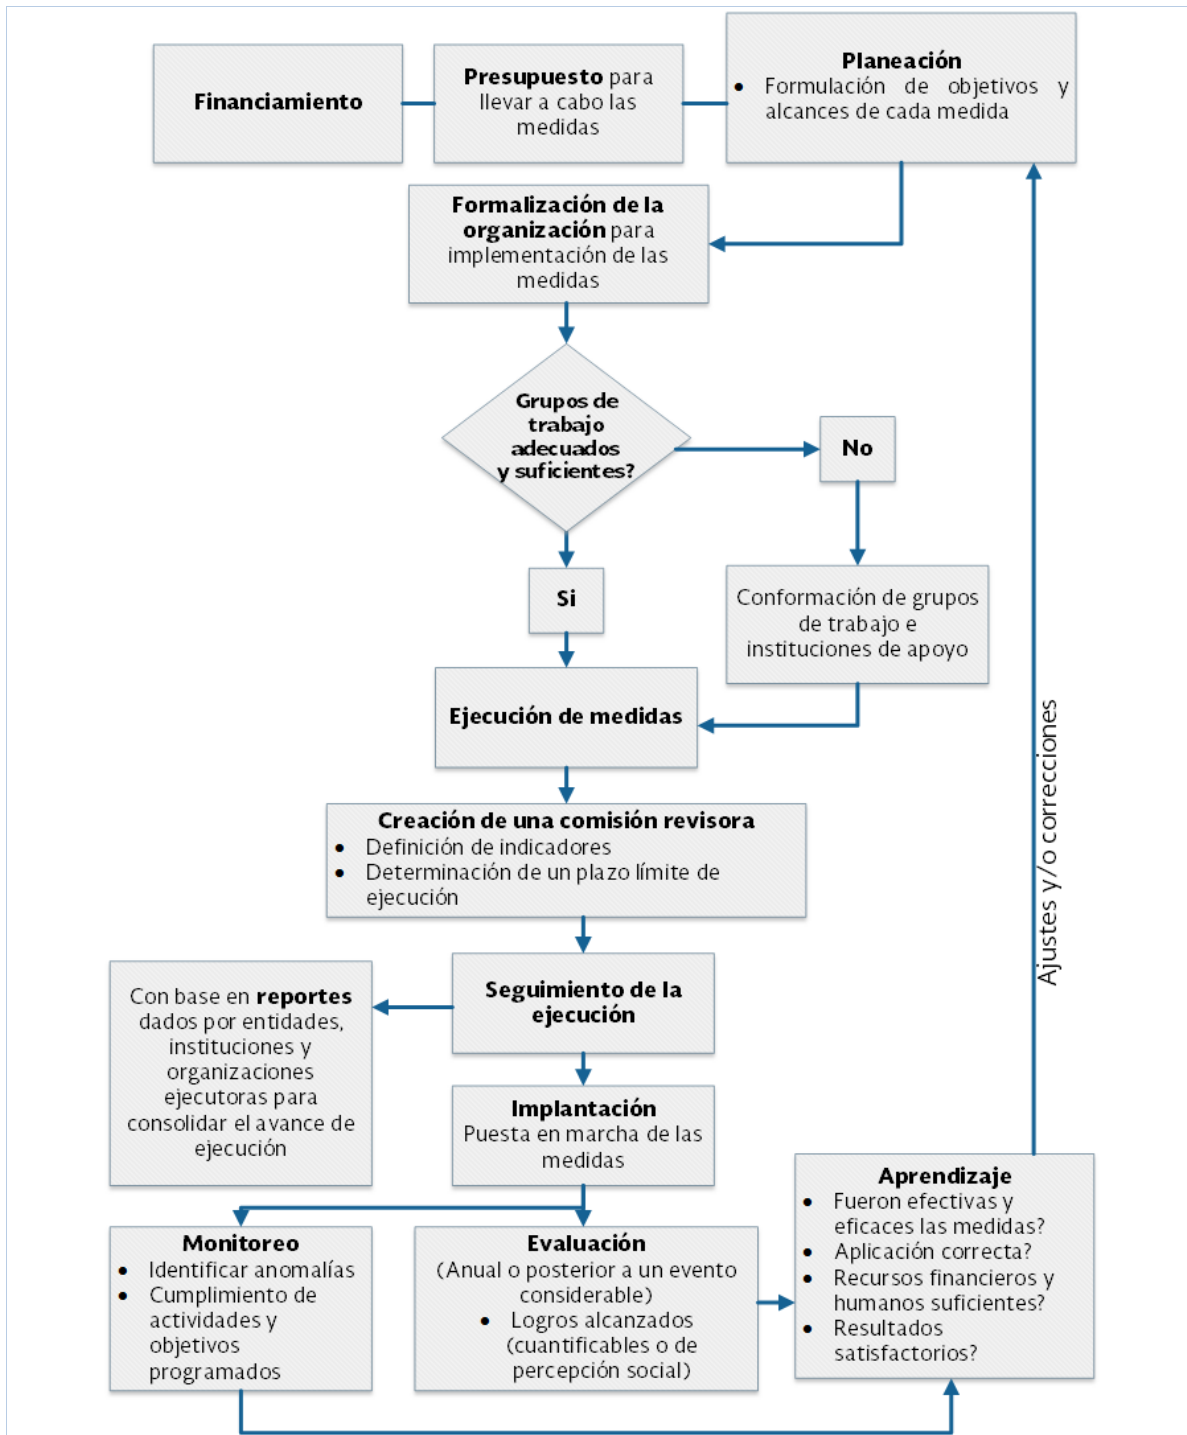 Financiamiento
Presupuesto para
llevar a cabo las
medidas
Planeación
• Formulación de objetivos y
alcances de cada medida
Formalización de la
organización para
implementación de las
medidas
Grupos de
trabajo
adecuados
y suficientes?
No
Si
Conformación de grupos
de trabajo e
instituciones de apoyo
Ejecución de medidas
Creación de una comisión revisora
• Definición de indicadores
• Determinación de un plazo límite de
ejecución
Seguimiento de la
ejecución
Con base en reportes
dados por entidades,
instituciones y
organizaciones
ejecutoras para
consolidar el avance de
ejecución
Implantación
Puesta en marcha de las
medidas
Monitoreo
• Identificar anomalías
• Cumplimiento de
actividades y
objetivos
programados
Evaluación
(Anual o posterior a un evento
considerable)
• Logros alcanzados
(cuantificables o de
percepción social)
Aprendizaje
• Fueron efectivas y
eficaces las medidas?
• Aplicación correcta?
• Recursos financieros y
humanos suficientes?
• Resultados
satisfactorios?
Ajustes y/o correcciones